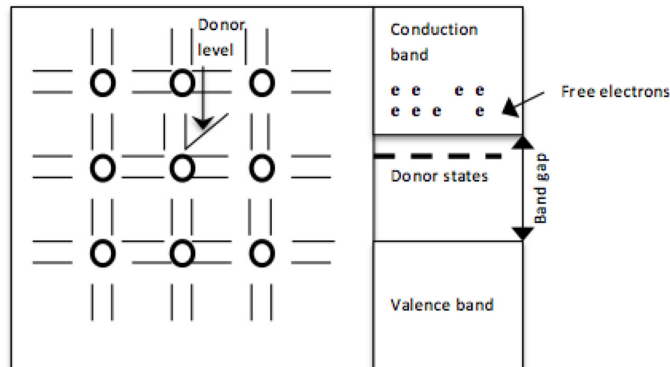 Donor
level
Conduction
band
e e e e
e e e e
Free electrons
Donor states
Band gap
Valence band